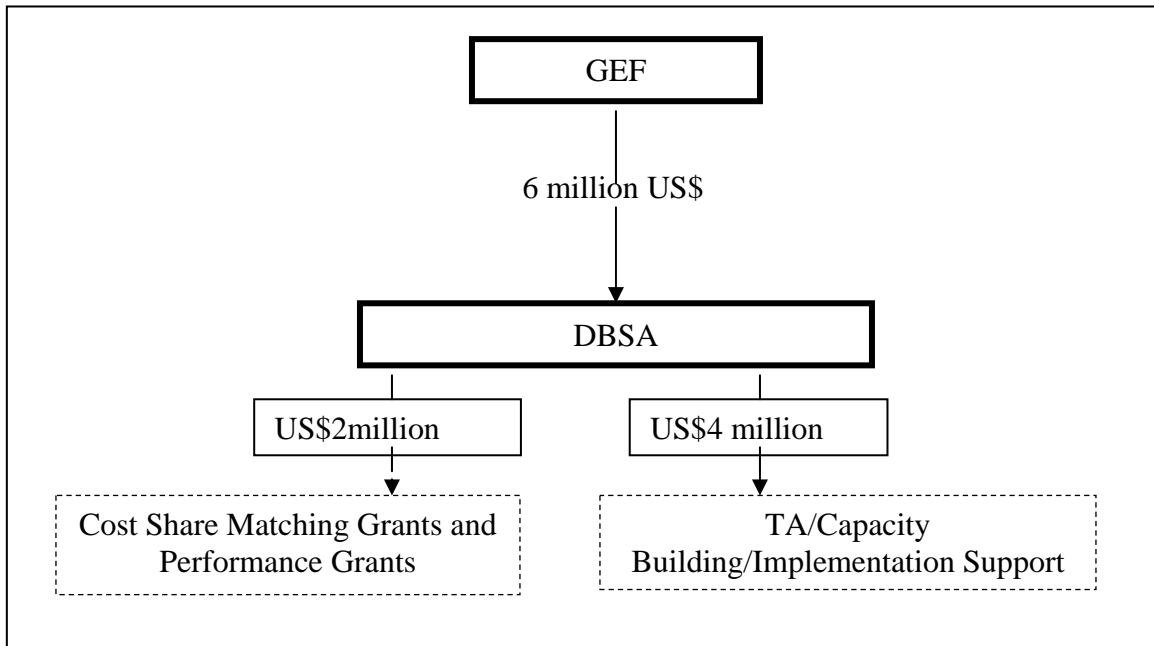 GEF
6 million US$
DBSA
US$2million
US$4 million
Cost Share Matching Grants and
Performance Grants
TA/Capacity
Building/Implementation Support